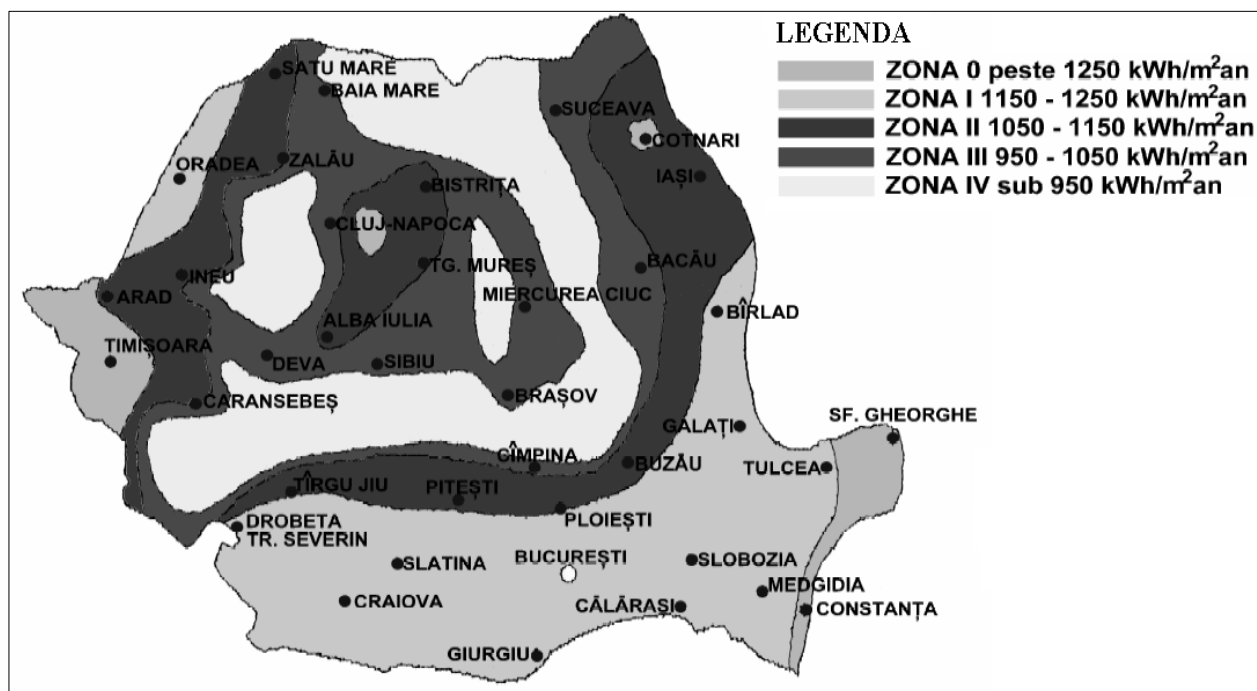 LEGENDA
ZONA 0 peste 1250 kWh/m²an
ZONA I 1150 - 1250 kWh/m²an
ZONA II 1050 - 1150 kWh/m²an
ZONA III 950 - 1050 kWh/m²an
ZONA IV sub 950 kWh/m²an
SATU MARE
BAIA MARE
SUCEAVA
COTNARI
ORADEA
ZALĂU
IAȘI
BISTRIȚA
CLUJ-NAPOCA
TG. MUREȘ
BACĂU
INEU
ARAD
MIERCUREA CIUC
BÎRLAD
ALBA IULIA
TIMISOARA
DEVA
SIBIU
CARANSEBEȘ
BRAȘOV
SF. GHEORGHE
GALAȚI
CÎMPINA
BUZĂU
TULCEA
TÎRGU JIU
PITEȘTI
PLOIEȘTI
DROBETA
TR. SEVERIN
BUCUREȘTI
SLATINA
SLOBOZIA
MEDGIDIA
CRAIOVA
CĂLĂRAȘI
CONSTANȚA
GIURGIU